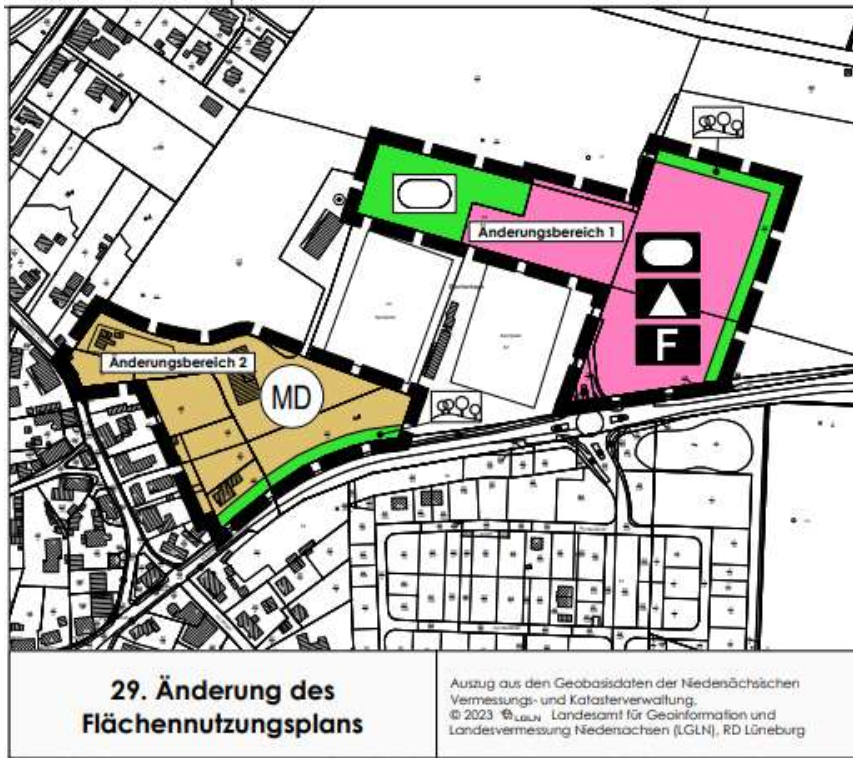 Änderungsbereich 1
F
Änderungsbereich 2
MD
29. Änderung des
Flächennutzungsplans
Auszug aus den Geobasisdaten der Niedersächsischen
Vermessungs- und Katasterverwaltung,
© 2023 LGLN Landesamt für Geoinformation und
Landesvermessung Niedersachsen (LGLN), RD Lüneburg